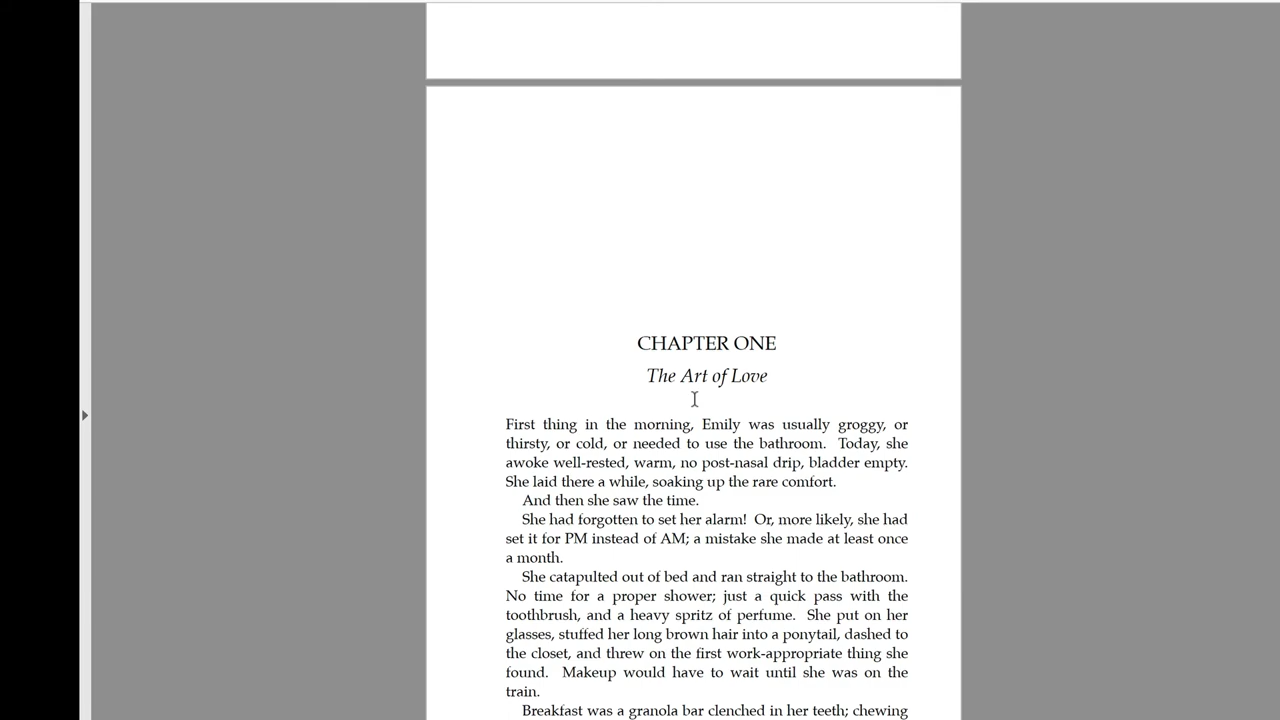 CHAPTER ONE
The Art of Love
First thing in the morning, Emily was usually groggy, or
thirsty, or cold, or needed to use the bathroom. Today, she
awoke well-rested, warm, no post-nasal drip, bladder empty.
She laid there a while, soaking up the rare comfort.
And then she saw the time.
She had forgotten to set her alarm! Or, more likely, she had
set it for PM instead of AM; a mistake she made at least once
a month.
She catapulted out of bed and ran straight to the bathroom.
No time for a proper shower; just a quick pass with the
toothbrush, and a heavy spritz of perfume. She put on her
glasses, stuffed her long brown hair into a ponytail, dashed to
the closet, and threw on the first work-appropriate thing she
found. Makeup would have to wait until she was on the
train.
Breakfast was a granola bar clenched in her teeth; chewing